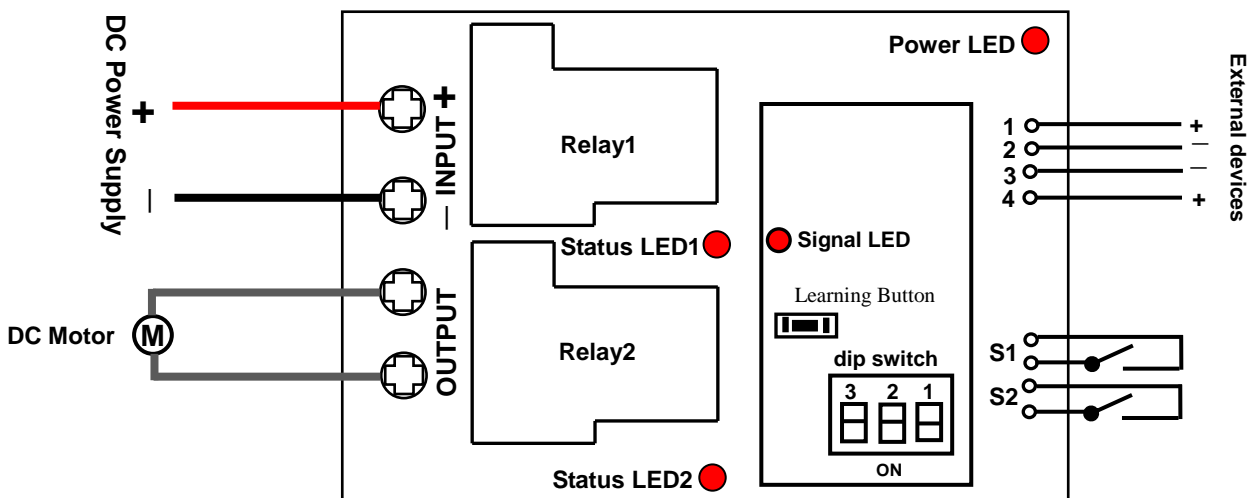 DC Power Supply
+
—
+
INPUT
—
OUTPUT
DC Motor
M
Relay1
Status LED1
Relay2
Status LED2
Power LED
Signal LED
Learning Button
dip switch
3 2 1
ON
1 +
2 —
3 —
4 +
External devices
S1
S2